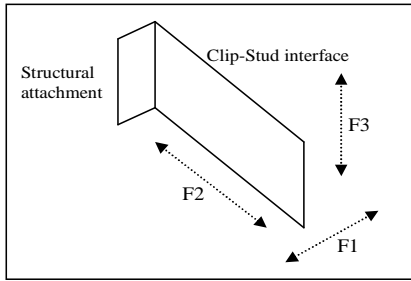 Clip-Stud interface
Structural
attachment
F3
F2
F1